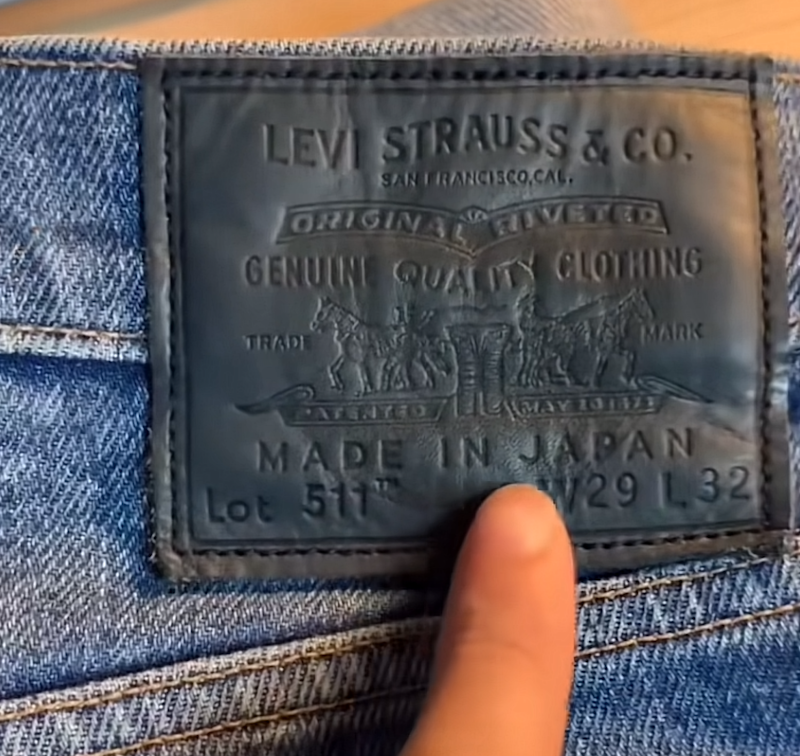 LEVI STRAUSS & CO.
SAN FRANCISCO, CAL.
ORIGINAL RIVETED
GENUINE QUALITY CLOTHING
TRADE MARK
PATENTED MAY 20 1873
MADE IN JAPAN
Lot 511™ W29 L32